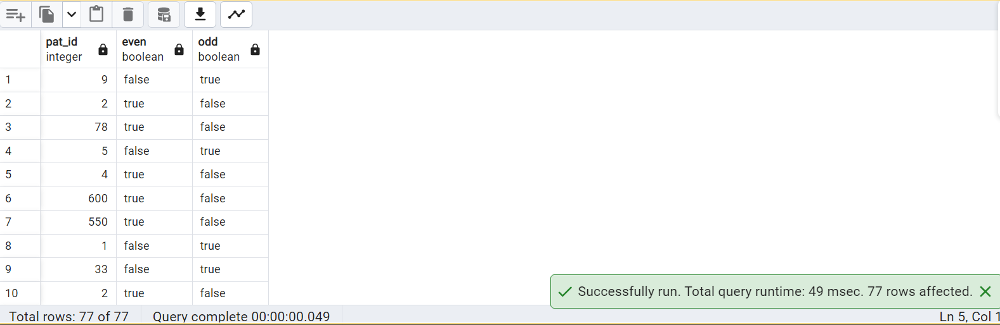 pat_id even odd
integer boolean boolean
1 9 false true
2 2 true false
3 78 true false
4 5 false true
5 4 true false
6 600 true false
7 550 true false
8 1 false true
9 33 false true
10 2 true false
Successfully run. Total query runtime: 49 msec. 77 rows affected.
Total rows: 77 of 77 Query complete 00:00:00.049 Ln 5, Col 1